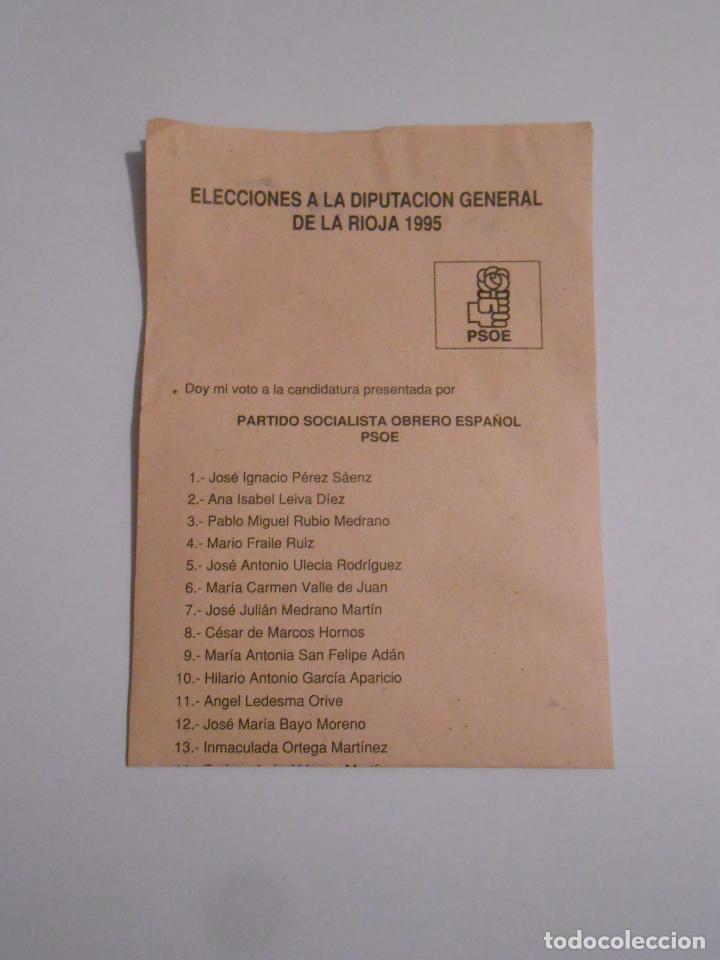 ELECCIONES A LA DIPUTACION GENERAL
DE LA RIOJA 1995
PSOE
Doy mi voto a la candidatura presentada por
PARTIDO SOCIALISTA OBRERO ESPAÑOL
PSOE
1.- José Ignacio Pérez Sáenz
2.- Ana Isabel Leiva Díez
3.- Pablo Miguel Rubio Medrano
4.- Mario Fraile Ruiz
5.- José Antonio Ulecia Rodríguez
6.- María Carmen Valle de Juan
7.- José Julián Medrano Martín
8.- César de Marcos Hornos
9.- María Antonia San Felipe Adán
10.- Hilario Antonio García Aparicio
11.- Angel Ledesma Orive
12.- José María Bayo Moreno
13.- Inmaculada Ortega Martínez
todocoleccion